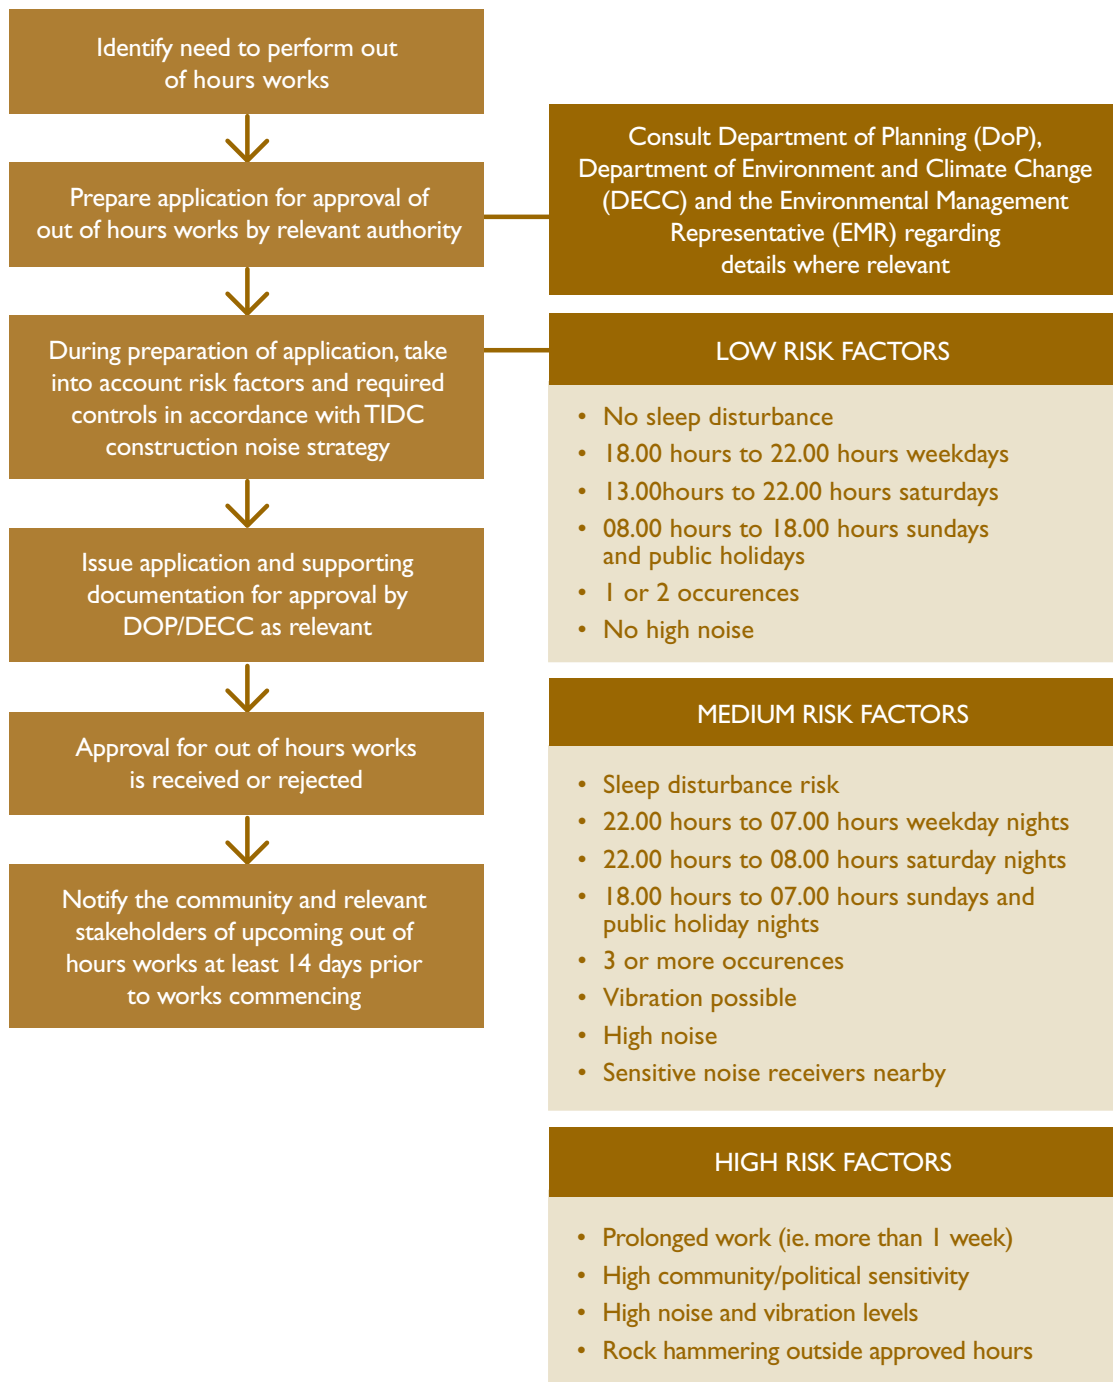 Identify need to perform out
of hours works
Prepare application for approval of
out of hours works by relevant authority
During preparation of application, take
into account risk factors and required
controls in accordance with TIDC
construction noise strategy
Issue application and supporting
documentation for approval by
DOP/DECC as relevant
Approval for out of hours works
is received or rejected
Notify the community and relevant
stakeholders of upcoming out of
hours works at least 14 days prior
to works commencing
Consult Department of Planning (DoP),
Department of Environment and Climate Change
(DECC) and the Environmental Management
Representative (EMR) regarding
details where relevant
LOW RISK FACTORS
• No sleep disturbance
• 18.00 hours to 22.00 hours weekdays
• 13.00hours to 22.00 hours saturdays
• 08.00 hours to 18.00 hours sundays
and public holidays
• 1 or 2 occurences
• No high noise
MEDIUM RISK FACTORS
• Sleep disturbance risk
• 22.00 hours to 07.00 hours weekday nights
• 22.00 hours to 08.00 hours saturday nights
• 18.00 hours to 07.00 hours sundays and
public holiday nights
• 3 or more occurences
• Vibration possible
• High noise
• Sensitive noise receivers nearby
HIGH RISK FACTORS
• Prolonged work (ie. more than 1 week)
• High community/political sensitivity
• High noise and vibration levels
• Rock hammering outside approved hours